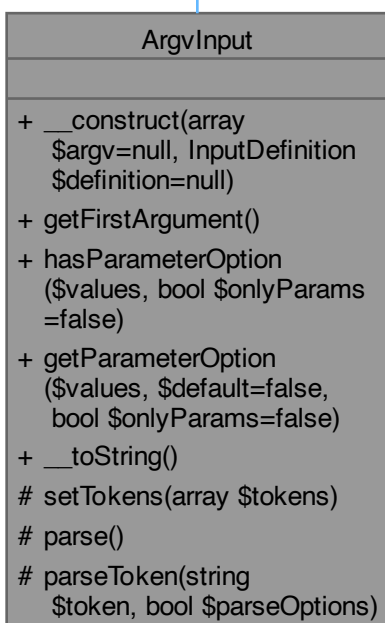 ArgvInput
+ __construct(array
$argv=null, InputDefinition
$definition=null)
+ getFirstArgument()
+ hasParameterOption
($values, bool $onlyParams
=false)
+ getParameterOption
($values, $default=false,
bool $onlyParams=false)
+ __toString()
# setTokens(array $tokens)
# parse()
# parseToken(string
$token, bool $parseOptions)